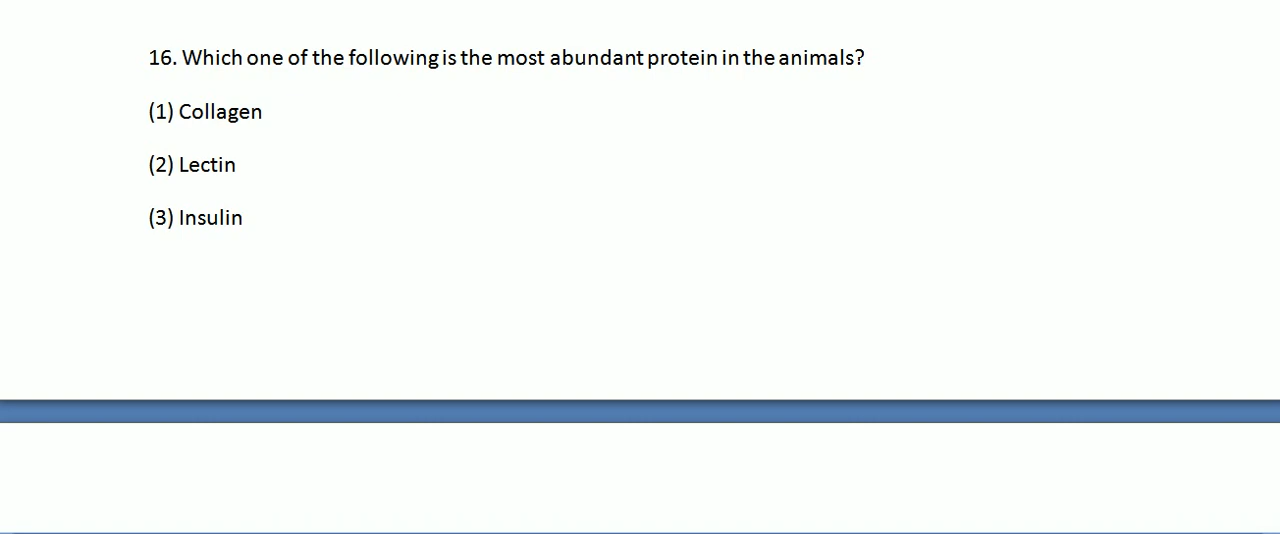 16. Which one of the following is the most abundant protein in the animals?
(1) Collagen
(2) Lectin
(3) Insulin